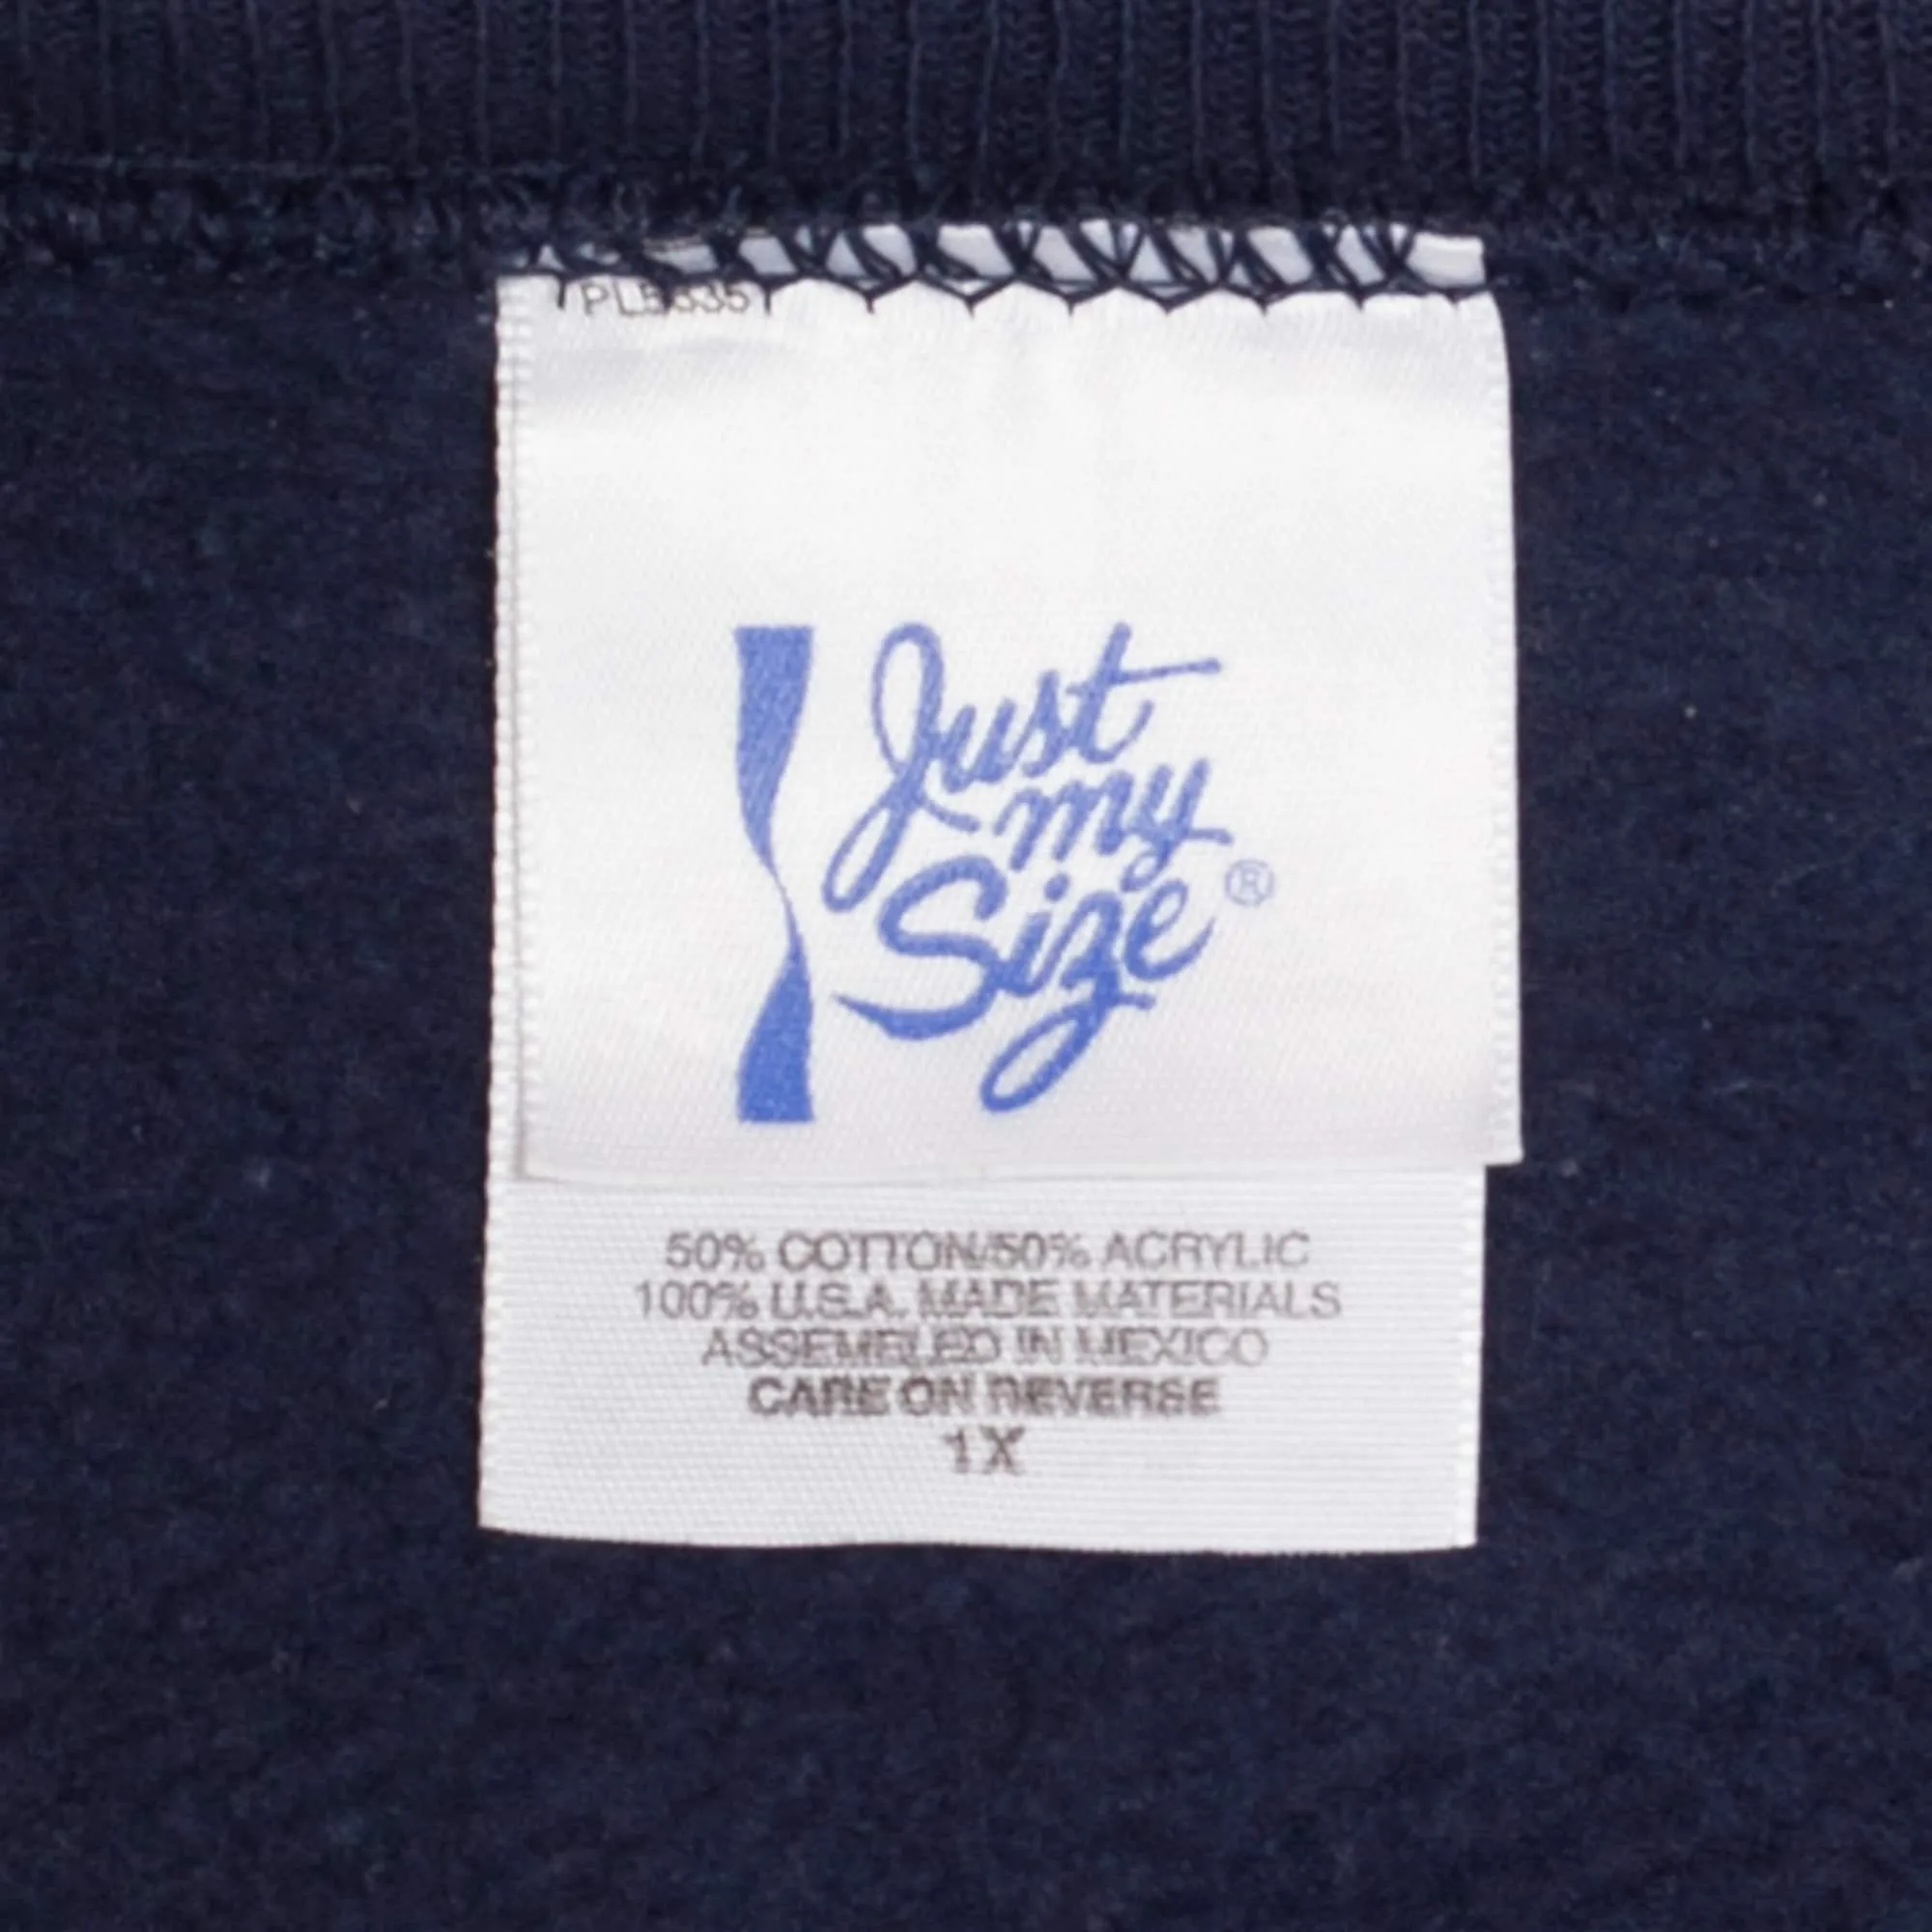 Just
my
Size®
50% COTTON/50% ACRYLIC
100% U.S.A. MADE MATERIALS
ASSEMBLED IN MEXICO
CARE ON REVERSE
1X